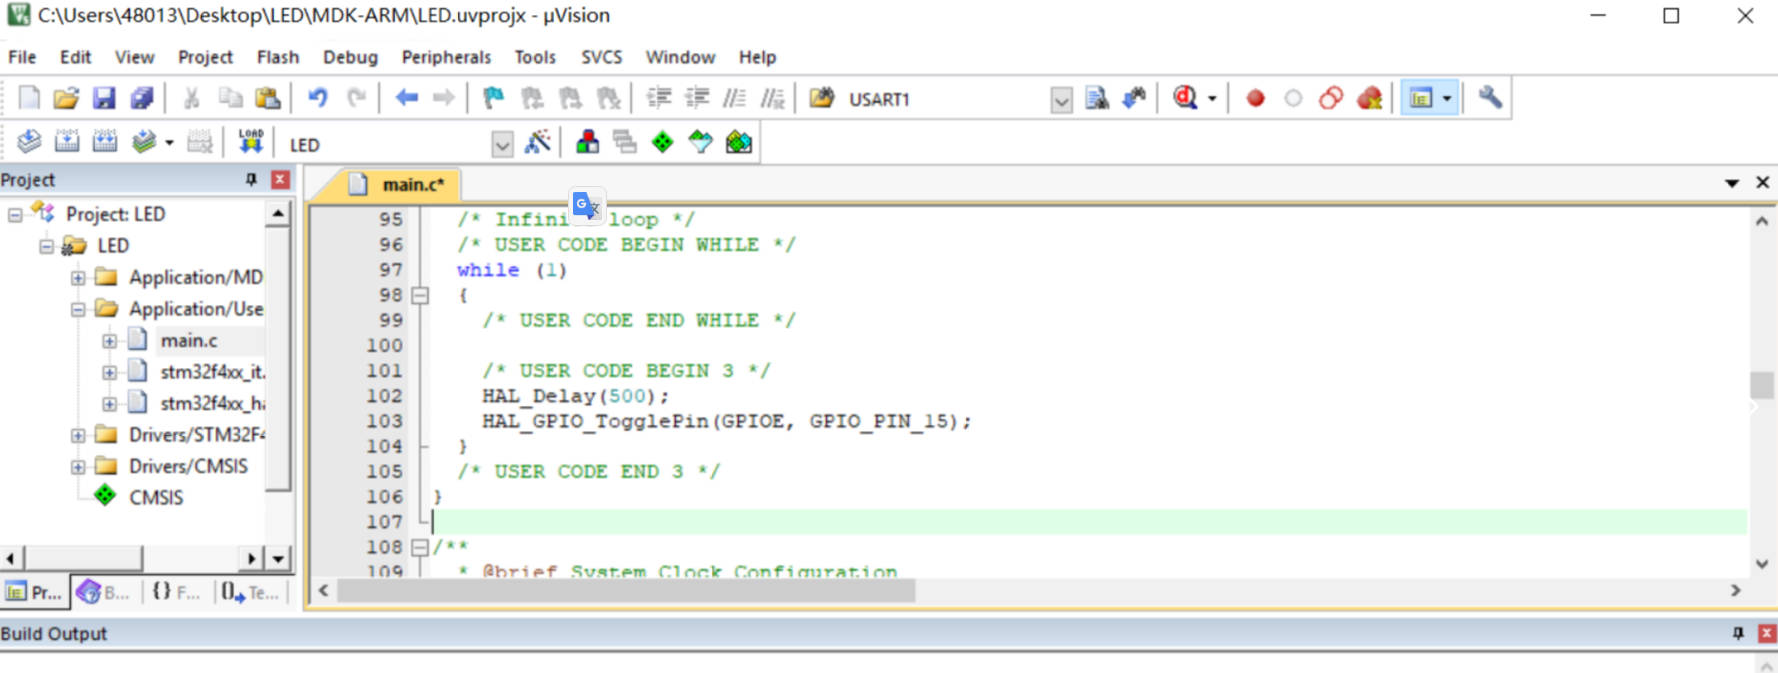 C:\Users\48013\Desktop\LED\MDK-ARM\LED.uvprojx - µVision
File Edit View Project Flash Debug Peripherals Tools SVCS Window Help
USART1
LOAD
LED
Project
Project: LED
LED
Application/MD
Application/Use
main.c
stm32f4xx_it.
stm32f4xx_ha
Drivers/STM32F4
Drivers/CMSIS
CMSIS
Pr... B... {} F... Te...
main.c*
95 /* Infini loop */
96 /* USER CODE BEGIN WHILE */
97 while (1)
98 {
99 /* USER CODE END WHILE */
100
101 /* USER CODE BEGIN 3 */
102 HAL_Delay(500);
103 HAL_GPIO_TogglePin(GPIOE, GPIO_PIN_15);
104 }
105 /* USER CODE END 3 */
106 }
107
108 /**
109 * @brief System Clock Configuration
Build Output